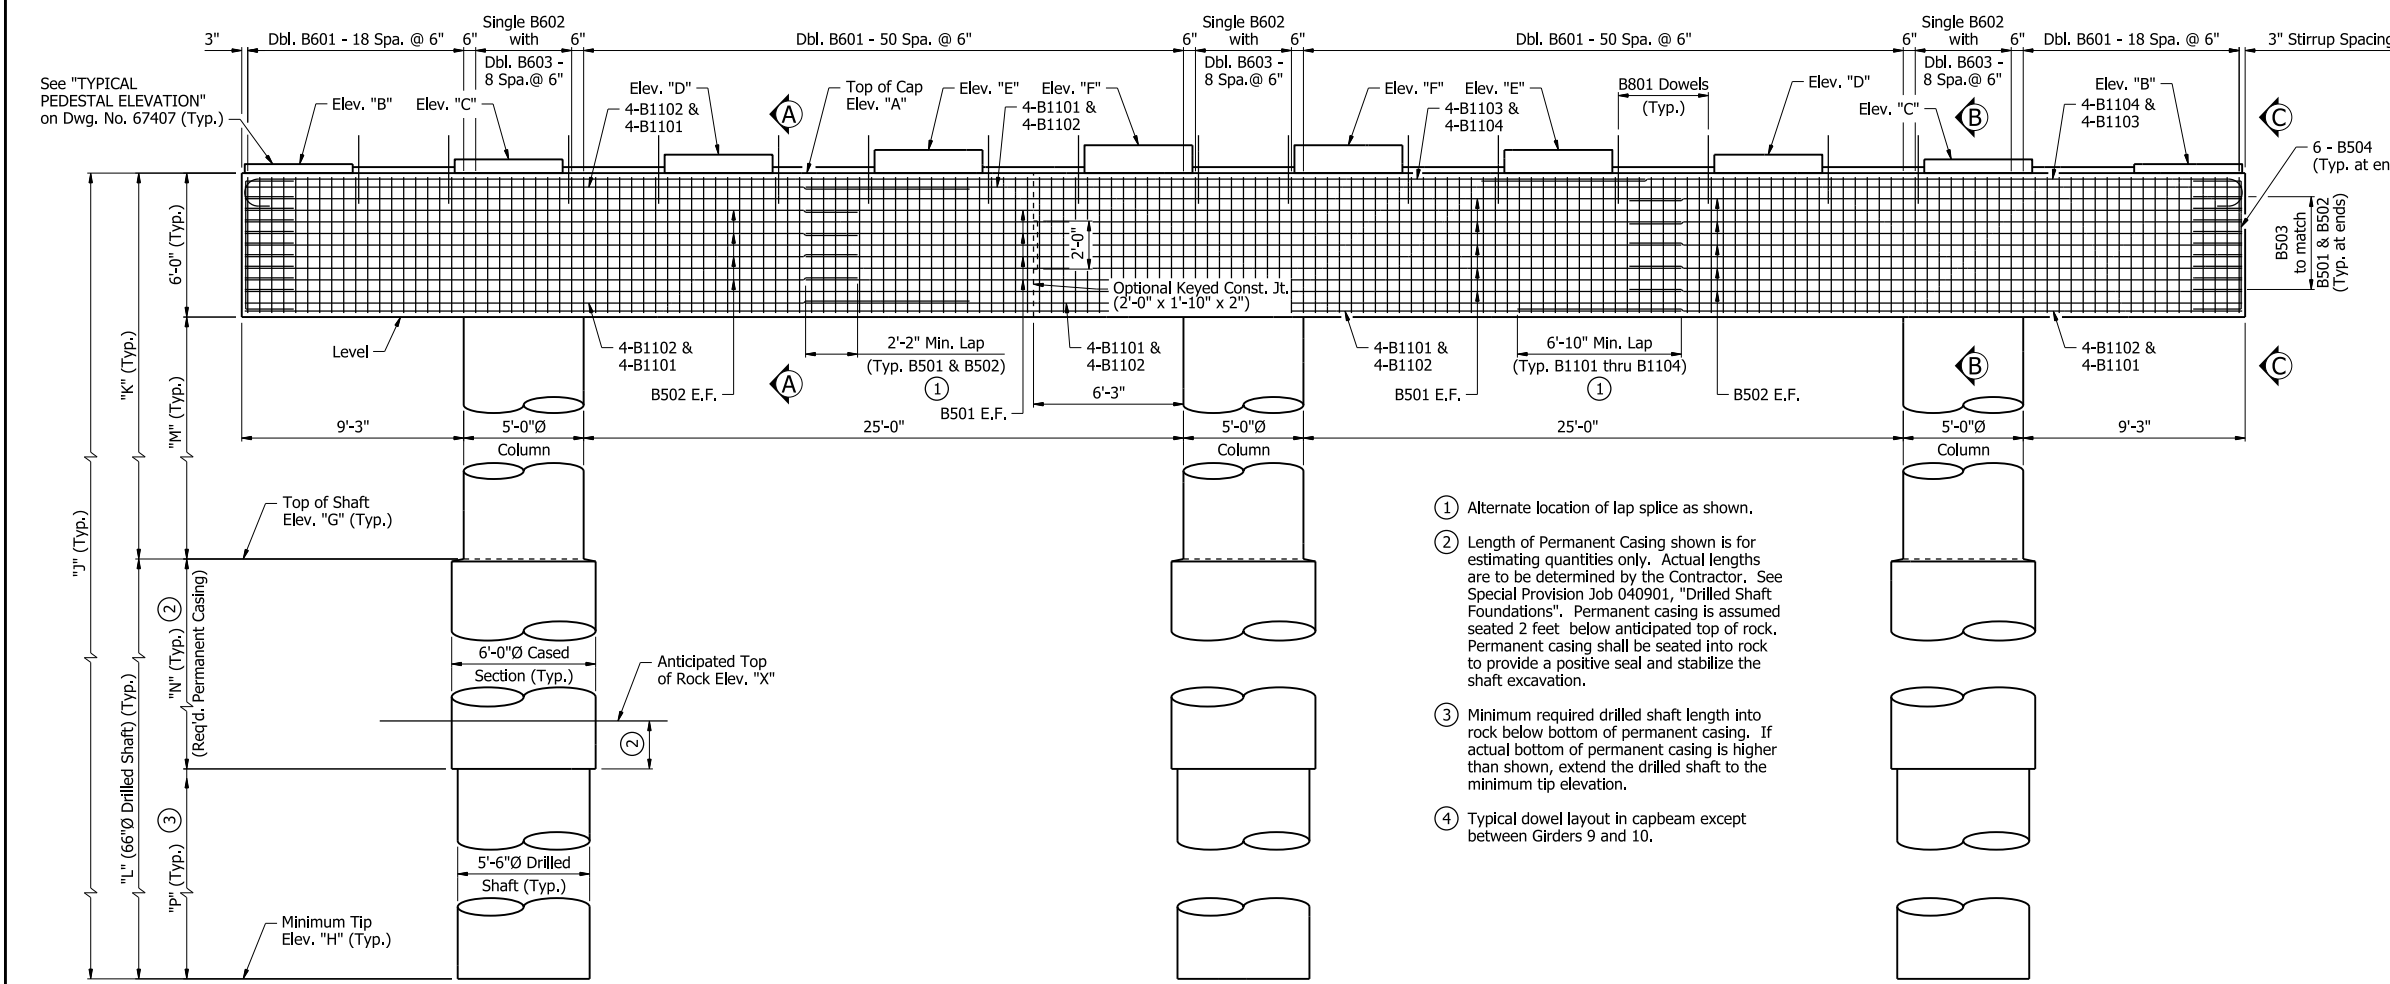 3"
Dbl. B601 - 18 Spa. @ 6"
6"
Single B602
with
Dbl. B603 -
8 Spa.@ 6"
6"
Dbl. B601 - 50 Spa. @ 6"
6"
Single B602
with
Dbl. B603 -
8 Spa.@ 6"
6"
Dbl. B601 - 50 Spa. @ 6"
6"
Single B602
with
Dbl. B603 -
8 Spa.@ 6"
6"
Dbl. B601 - 18 Spa. @ 6"
3" Stirrup Spacing
See "TYPICAL
PEDESTAL ELEVATION"
on Dwg. No. 67407 (Typ.)
Elev. "B"
Elev. "C"
Elev. "D"
4-B1102 &
4-B1101
A
Top of Cap
Elev. "A"
Elev. "E"
Elev. "F"
4-B1101 &
4-B1102
Elev. "F"
Elev. "E"
4-B1103 &
4-B1104
B801 Dowels
(Typ.)
Elev. "D"
Elev. "C"
B
Elev. "B"
4-B1104 &
4-B1103
C
6 - B504
(Typ. at en
B503
to match
B501 & B502
(Typ. at ends)
6'-0" (Typ.)
2'-0"
Optional Keyed Const. Jt.
(2'-0" x 1'-10" x 2")
Level
4-B1102 &
4-B1101
B502 E.F.
A
2'-2" Min. Lap
(Typ. B501 & B502)
1
B501 E.F.
4-B1101 &
4-B1102
6'-3"
4-B1101 &
4-B1102
B501 E.F.
6'-10" Min. Lap
(Typ. B1101 thru B1104)
1
B502 E.F.
B
4-B1102 &
4-B1101
C
"K" (Typ.)
"M" (Typ.)
9'-3"
5'-0"Ø
Column
25'-0"
5'-0"Ø
Column
25'-0"
5'-0"Ø
Column
9'-3"
Top of Shaft
Elev. "G" (Typ.)
"J" (Typ.)
"L" (66"Ø Drilled Shaft) (Typ.)
"N" (Typ.) 2
(Req'd. Permanent Casing)
"P" (Typ.) 3
6'-0"Ø Cased
Section (Typ.)
Anticipated Top
of Rock Elev. "X"
2
5'-6"Ø Drilled
Shaft (Typ.)
Minimum Tip
Elev. "H" (Typ.)
1 Alternate location of lap splice as shown.
2 Length of Permanent Casing shown is for
estimating quantities only. Actual lengths
are to be determined by the Contractor. See
Special Provision Job 040901, "Drilled Shaft
Foundations". Permanent casing is assumed
seated 2 feet below anticipated top of rock.
Permanent casing shall be seated into rock
to provide a positive seal and stabilize the
shaft excavation.
3 Minimum required drilled shaft length into
rock below bottom of permanent casing. If
actual bottom of permanent casing is higher
than shown, extend the drilled shaft to the
minimum tip elevation.
4 Typical dowel layout in capbeam except
between Girders 9 and 10.